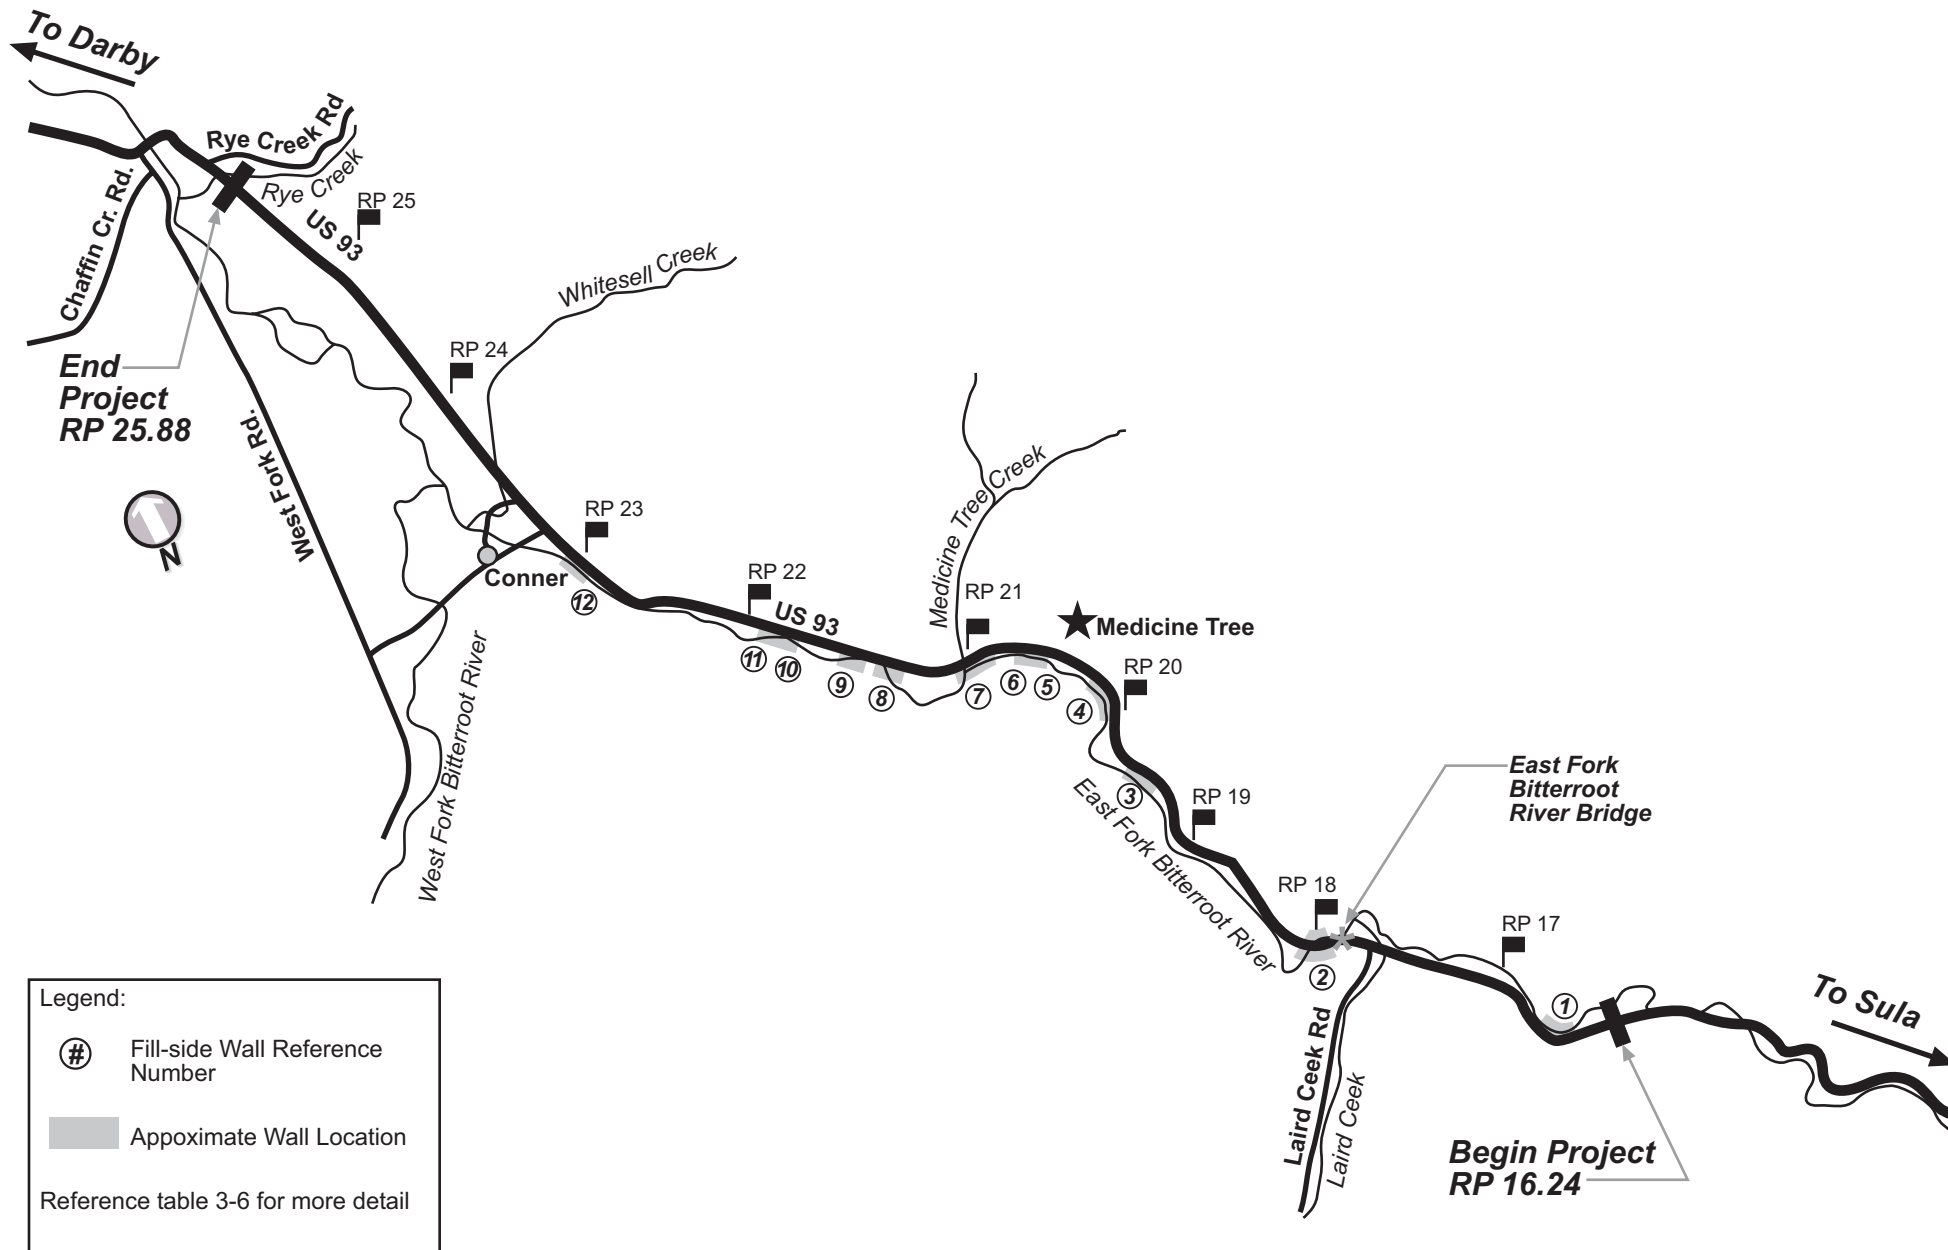 To Darby
Rye Creek Rd
Rye Creek
RP 25
US 93
Chaffin Cr. Rd.
Whitesell Creek
End
Project
RP 25.88
RP 24
West Fork Rd.
N
RP 23
Conner
12
Medicine Tree Creek
RP 22
US 93
RP 21
Medicine Tree
11
10
9
8
7
6
5
4
RP 20
West Fork Bitterroot River
3
East Fork Bitterroot River
RP 19
East Fork
Bitterroot
River Bridge
RP 18
2
RP 17
1
To Sula
Laird Ceek Rd
Laird Ceek
Begin Project
RP 16.24
Legend:
#
Fill-side Wall Reference
Number
Appoximate Wall Location
Reference table 3-6 for more detail